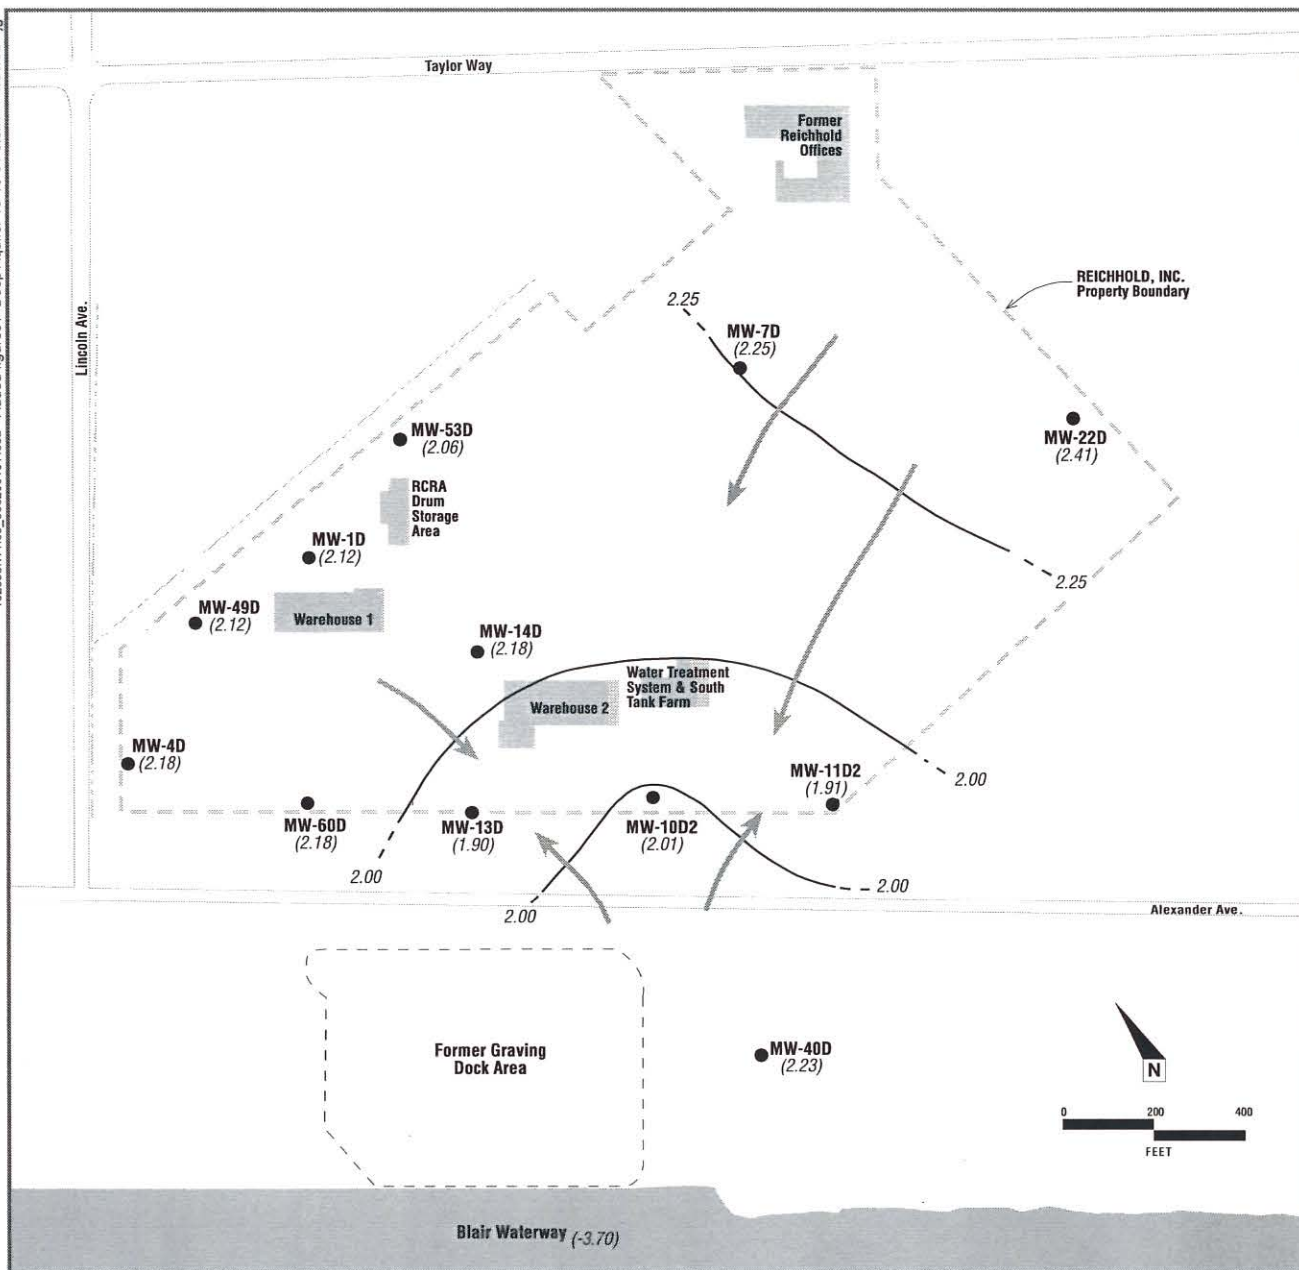 Taylor Way
Former
Reichhold
Offices
REICHHOLD, INC.
Property Boundary
Lincoln Ave.
2.25
MW-7D
(2.25)
MW-22D
(2.41)
MW-53D
(2.06)
RCRA
Drum
Storage
Area
MW-1D
(2.12)
2.25
MW-49D
(2.12)
Warehouse 1
MW-14D
(2.18)
Water Treatment
System & South
Tank Farm
Warehouse 2
MW-4D
(2.18)
MW-11D2
(1.91)
2.00
MW-60D
(2.18)
MW-13D
(1.90)
MW-10D2
(2.01)
2.00
2.00
2.00
Alexander Ave.
Former Graving
Dock Area
MW-40D
(2.23)
N
0 200 400
FEET
Blair Waterway (-3.70)